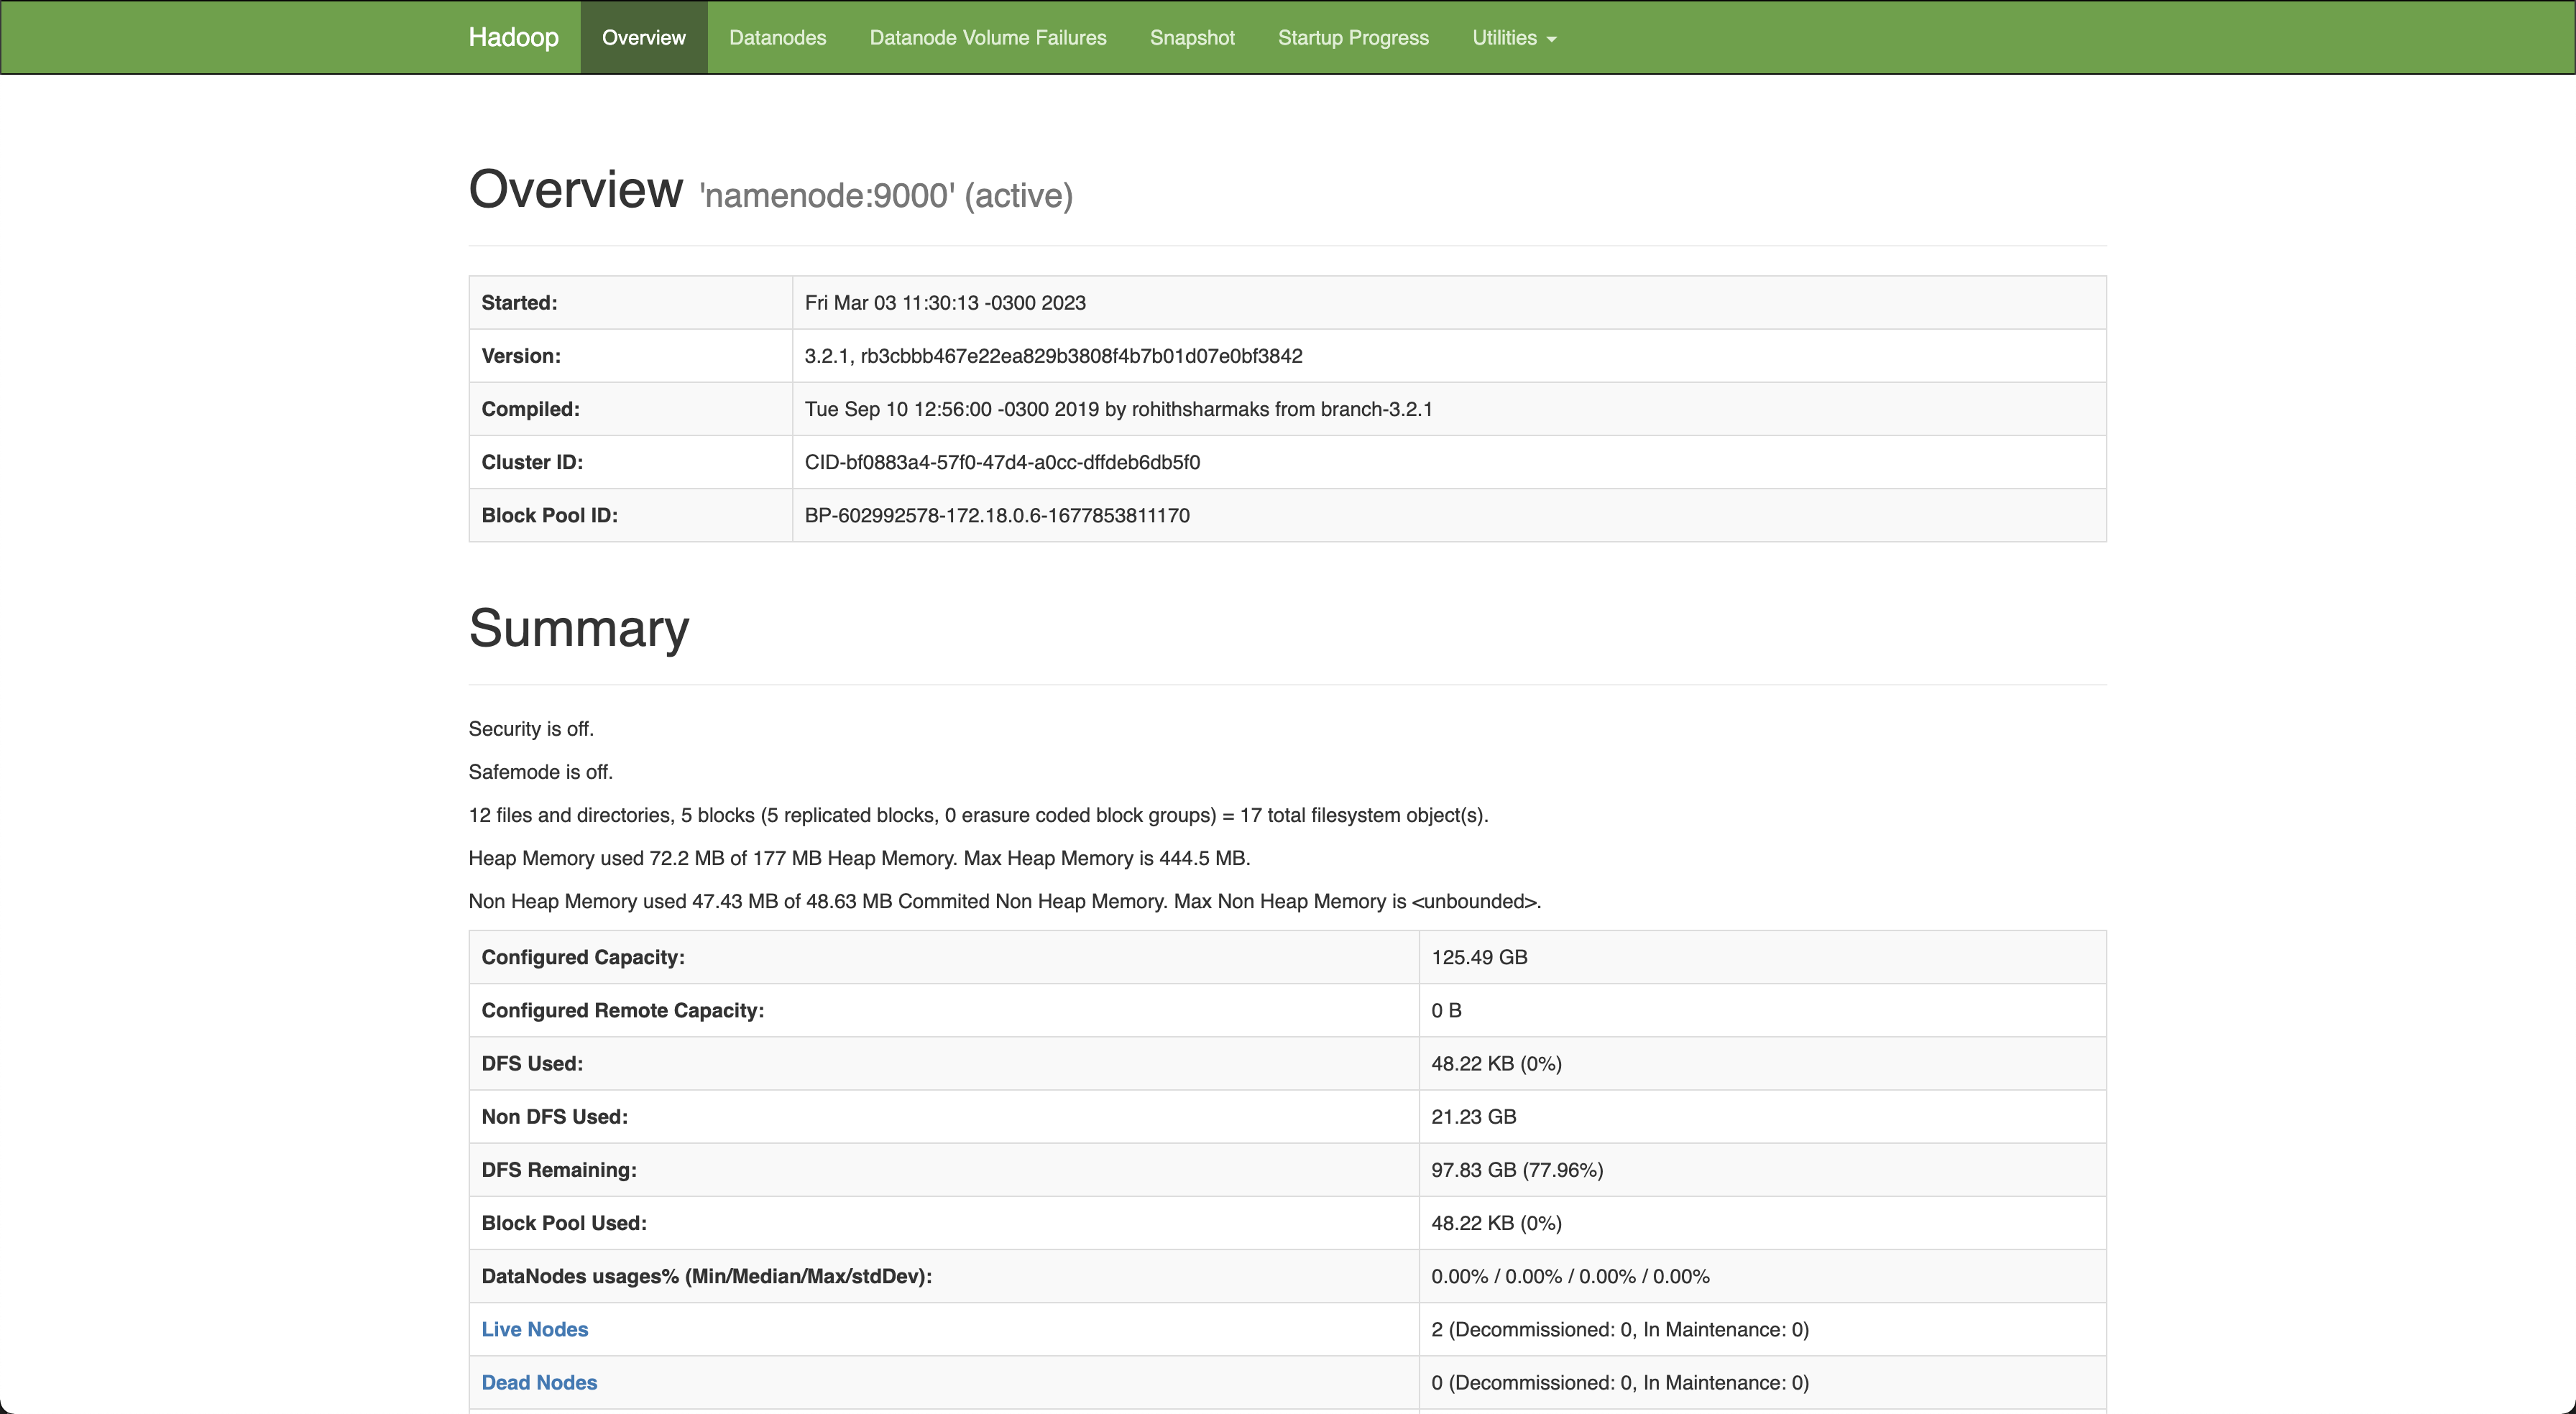 Hadoop Overview Datanodes Datanode Volume Failures Snapshot Startup Progress Utilities
Overview 'namenode:9000' (active)
Started: Fri Mar 03 11:30:13 -0300 2023
Version: 3.2.1, rb3cbbb467e22ea829b3808f4b7b01d07e0bf3842
Compiled: Tue Sep 10 12:56:00 -0300 2019 by rohithsharmaks from branch-3.2.1
Cluster ID: CID-bf0883a4-57f0-47d4-a0cc-dffdeb6db5f0
Block Pool ID: BP-602992578-172.18.0.6-1677853811170
Summary
Security is off.
Safemode is off.
12 files and directories, 5 blocks (5 replicated blocks, 0 erasure coded block groups) = 17 total filesystem object(s).
Heap Memory used 72.2 MB of 177 MB Heap Memory. Max Heap Memory is 444.5 MB.
Non Heap Memory used 47.43 MB of 48.63 MB Commited Non Heap Memory. Max Non Heap Memory is <unbounded>.
Configured Capacity: 125.49 GB
Configured Remote Capacity: 0 B
DFS Used: 48.22 KB (0%)
Non DFS Used: 21.23 GB
DFS Remaining: 97.83 GB (77.96%)
Block Pool Used: 48.22 KB (0%)
DataNodes usages% (Min/Median/Max/stdDev): 0.00% / 0.00% / 0.00% / 0.00%
Live Nodes 2 (Decommissioned: 0, In Maintenance: 0)
Dead Nodes 0 (Decommissioned: 0, In Maintenance: 0)